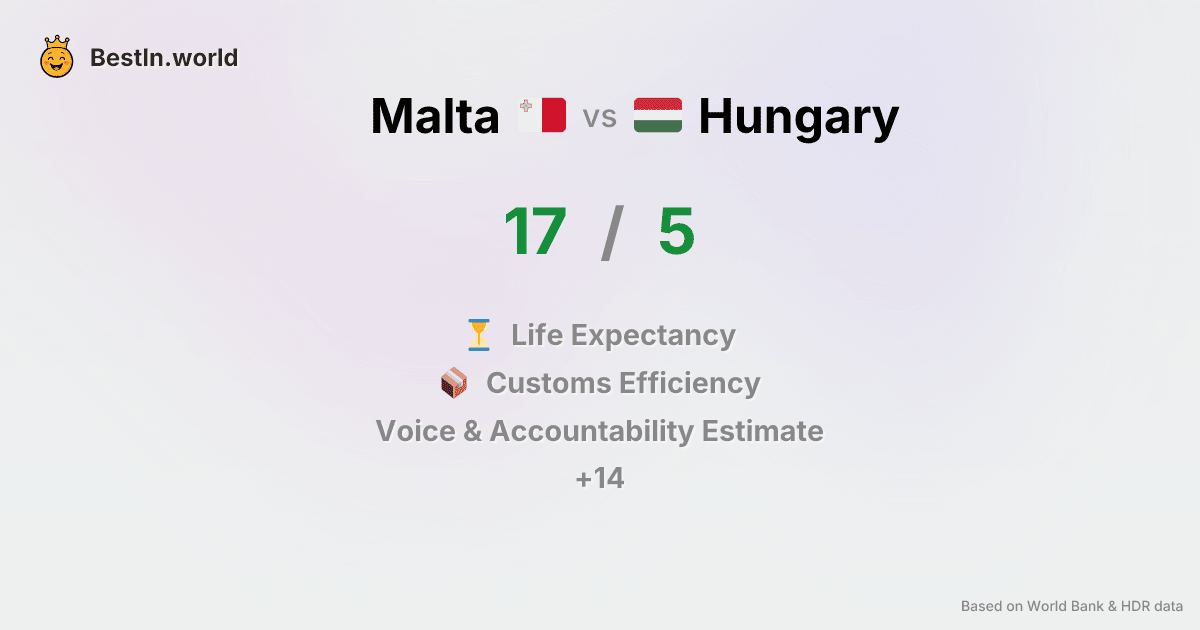 BestIn.world
Malta vs Hungary
17 / 5
Life Expectancy
Customs Efficiency
Voice & Accountability Estimate
+14
Based on World Bank & HDR data